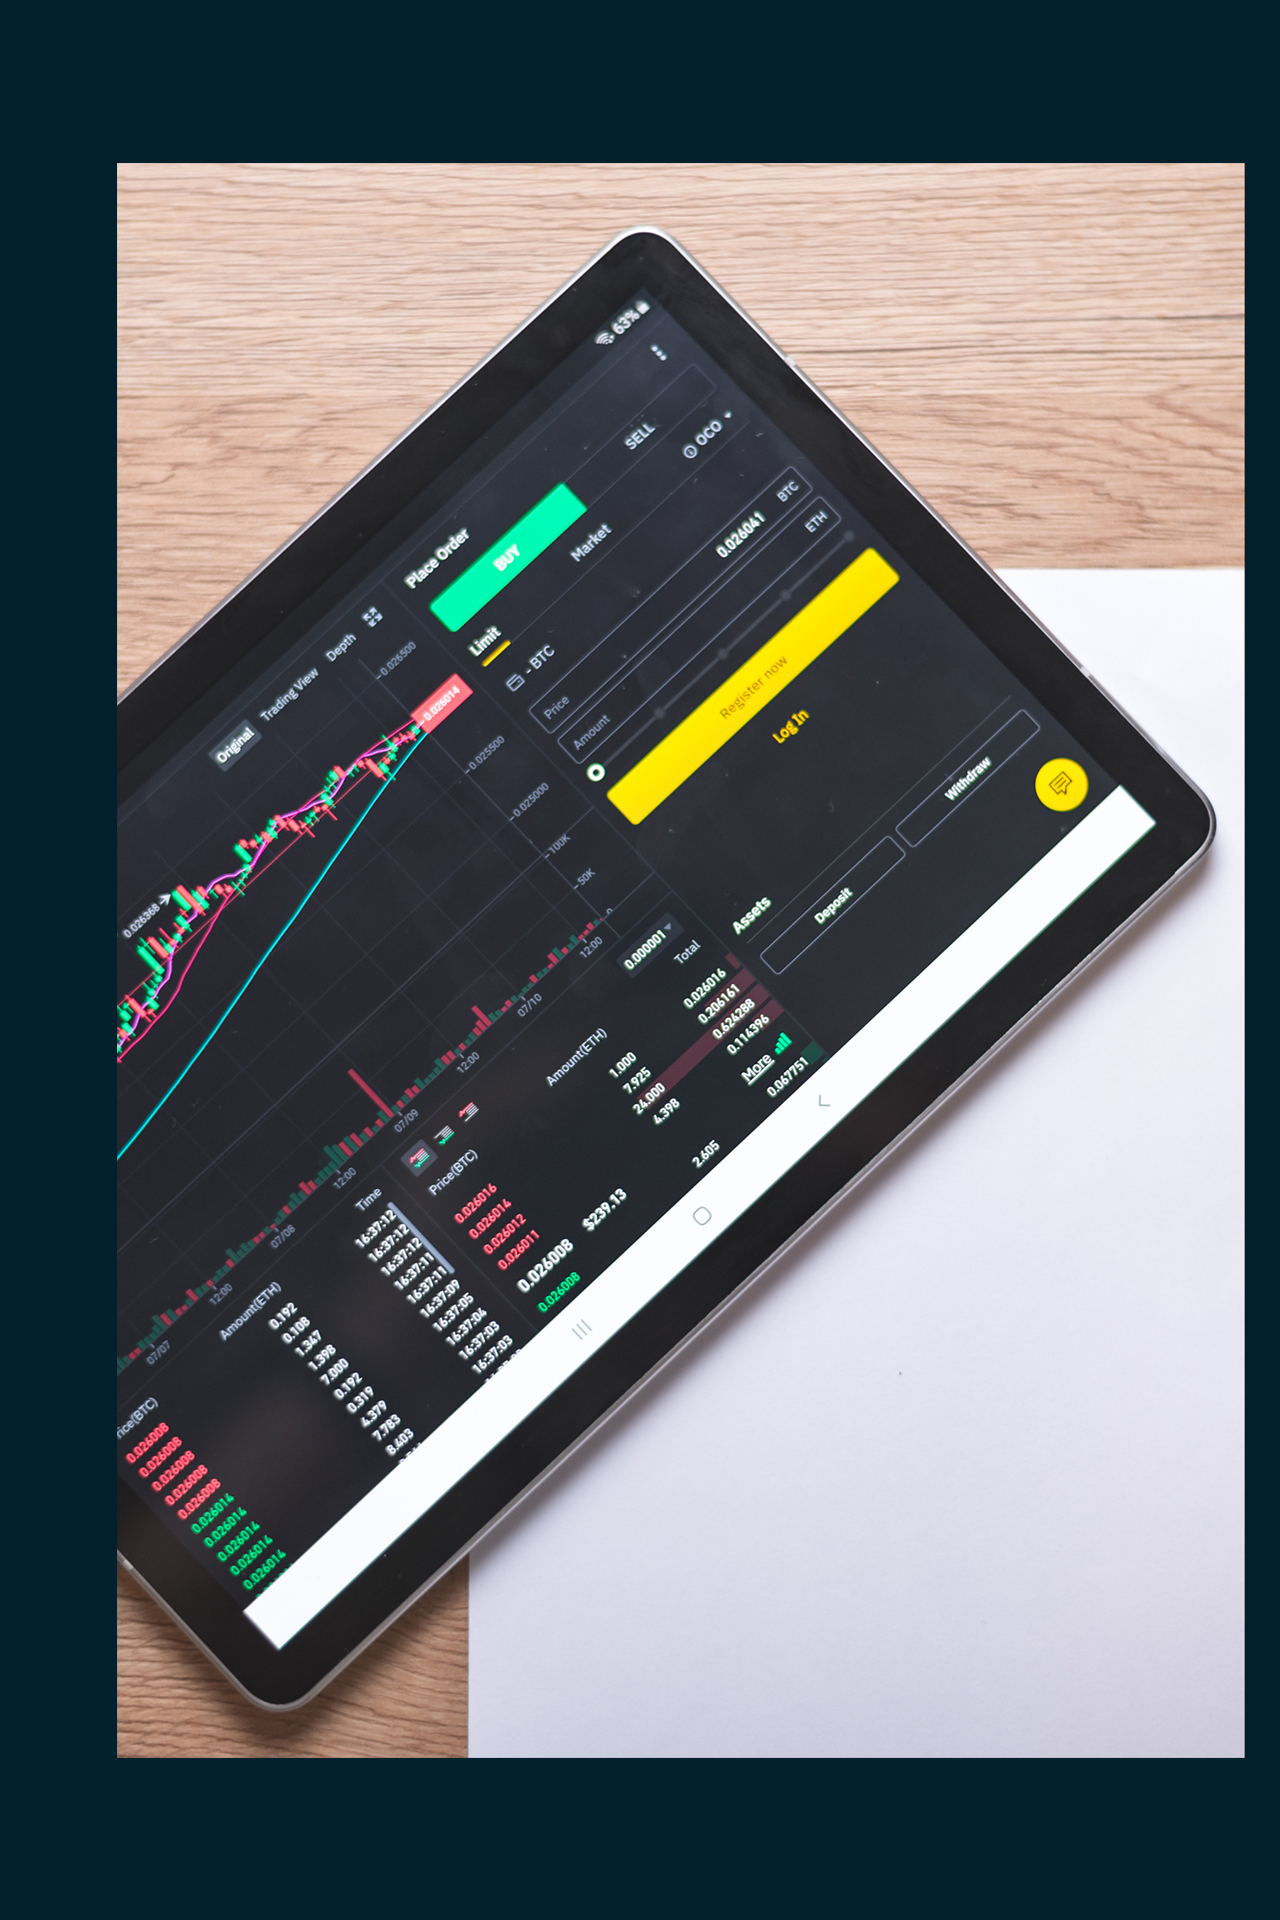 63%
Original Trading View Depth
0.026500
0.026014
0.025500
0.025000
100K
50K
0
0.026368
07/07 12:00 07/08 12:00 07/09 12:00 07/10 12:00
Place Order
BUY SELL
Limit Market OCO
- BTC
Price 0.026041 BTC
Amount ETH
Register now
Log In
Assets
Deposit Withdraw
0.000001
Price(BTC) Amount(ETH) Total
0.026016 1.000 0.026016
0.026014 7.925 0.206161
0.026012 24.000 0.624288
0.026011 4.398 0.114396
0.026008 $239.13 More
0.026008 2.605 0.067751
Amount(ETH) Time
0.026008 0.192 16:37:12
0.026008 0.108 16:37:12
0.026008 1.347 16:37:12
0.026008 1.398 16:37:11
0.026008 7.000 16:37:11
0.026014 0.192 16:37:09
0.026014 0.319 16:37:05
0.026014 4.379 16:37:04
0.026014 7.783 16:37:03
0.026014 8.403 16:37:03